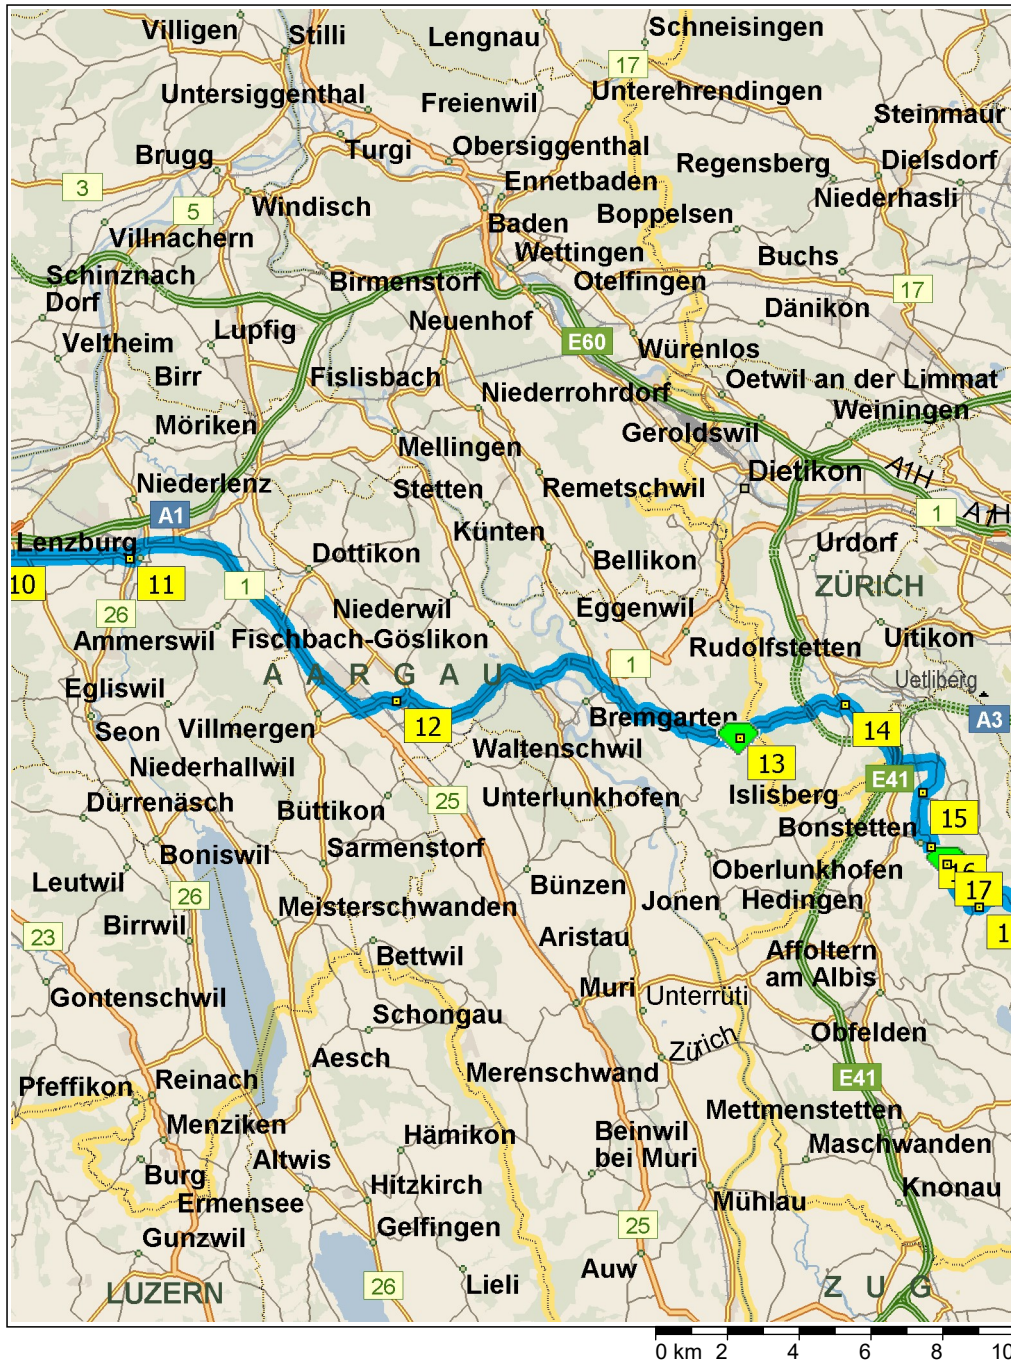 Villigen
Stilli
Lengnau
Schneisingen
17
Untersiggenthal
Freienwil
Unterehrendingen
Steinmaur
Brugg
Turgi
Obersiggenthal
Regensberg
Dielsdorf
3
Ennetbaden
Niederhasli
5
Windisch
Baden
Boppelsen
Villnachern
Wettingen
Buchs
Schinznach
Dorf
Birmenstorf
Otelfingen
17
Dänikon
Lupfig
Neuenhof
Veltheim
E60
Würenlos
Birr
Fislisbach
Niederrohrdorf
Oetwil an der Limmat
Weiningen
Möriken
Mellingen
Geroldswil
Dietikon
A1H
Niederlenz
Stetten
Remetschwil
A1
1
A1H
Lenzburg
Künten
Dottikon
Bellikon
Urdorf
10
11
1
ZÜRICH
26
Niederwil
Eggenwil
Ammerswil
Fischbach-Göslikon
Rudolfstetten
Uitikon
AARGAU
1
Uetliberg
Egliswil
Seon
Villmergen
12
Bremgarten
14
A3
Waltenschwil
13
Niederhallwil
E41
Dürrenäsch
Büttikon
25
Unterlunkhofen
Islisberg
15
Bonstetten
Boniswil
Sarmenstorf
Leutwil
Bünzen
Oberlunkhofen
16
17
26
Meisterschwanden
Jonen
Hedingen
Birrwil
23
Aristau
1
Bettwil
Affoltern
am Albis
Gontenschwil
Muri
Unterrüti
Schongau
Obfelden
Zürich
Aesch
Pfeffikon
Reinach
Merenschwand
E41
Menziken
Mettmenstetten
Hämikon
Beinwil
bei Muri
Maschwanden
Altwis
Burg
Hitzkirch
Knonau
Ermensee
Mühlau
Gelfingen
Gunzwil
25
Auw
LUZERN
26
Lieli
ZUG
0 km 2 4 6 8 10